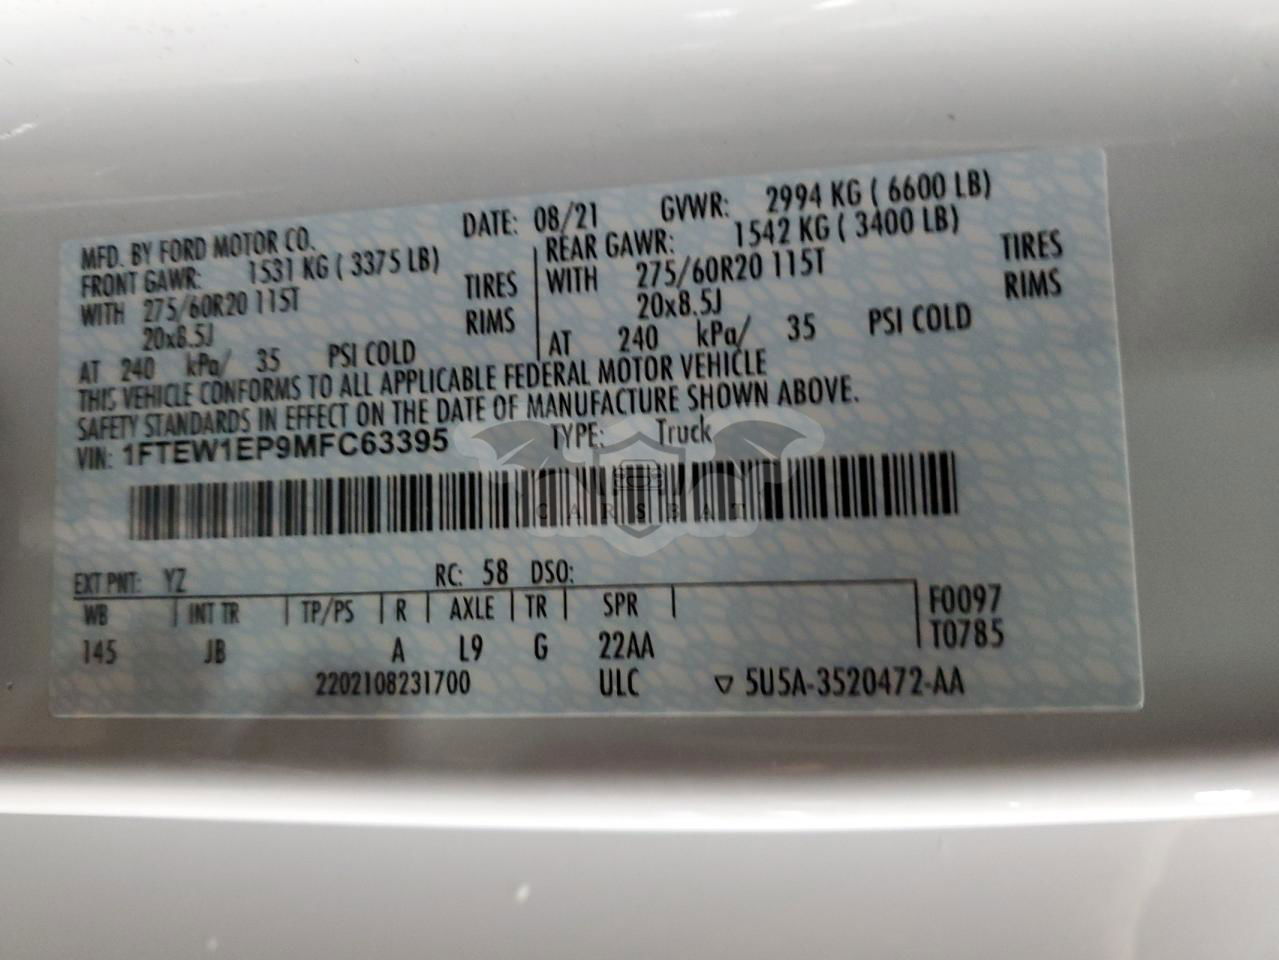 MFD. BY FORD MOTOR CO. DATE: 08/21 GVWR: 2994 KG ( 6600 LB)
FRONT GAWR: 1531 KG ( 3375 LB) REAR GAWR: 1542 KG ( 3400 LB)
WITH 275/60R20 115T TIRES WITH 275/60R20 115T TIRES
20x8.5J RIMS 20x8.5J RIMS
AT 240 kPa/ 35 PSI COLD AT 240 kPa/ 35 PSI COLD
THIS VEHICLE CONFORMS TO ALL APPLICABLE FEDERAL MOTOR VEHICLE
SAFETY STANDARDS IN EFFECT ON THE DATE OF MANUFACTURE SHOWN ABOVE.
VIN: 1FTEW1EP9MFC63395 TYPE: Truck
CARSBAT
EXT PNT: YZ RC: 58 DSO:
WB INT TR TP/PS R AXLE TR SPR F0097
145 JB A L9 G 22AA T0785
2202108231700 ULC ▽ 5U5A-3520472-AA